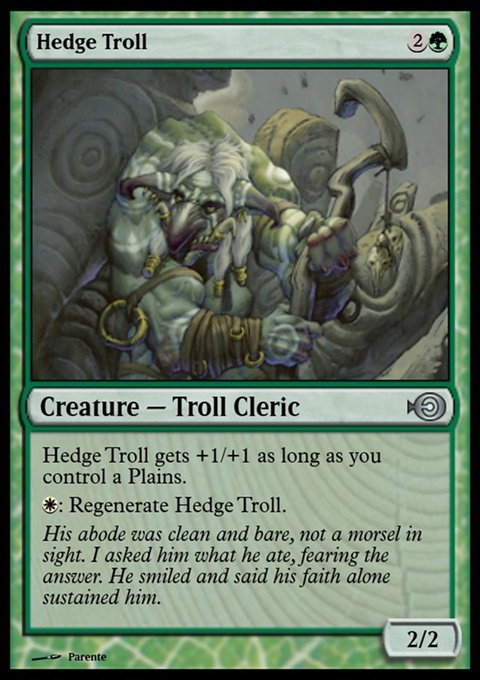 Hedge Troll 2
Creature — Troll Cleric
Hedge Troll gets +1/+1 as long as you
control a Plains.
: Regenerate Hedge Troll.
His abode was clean and bare, not a morsel in
sight. I asked him what he ate, fearing the
answer. He smiled and said his faith alone
sustained him.
2/2
Parente